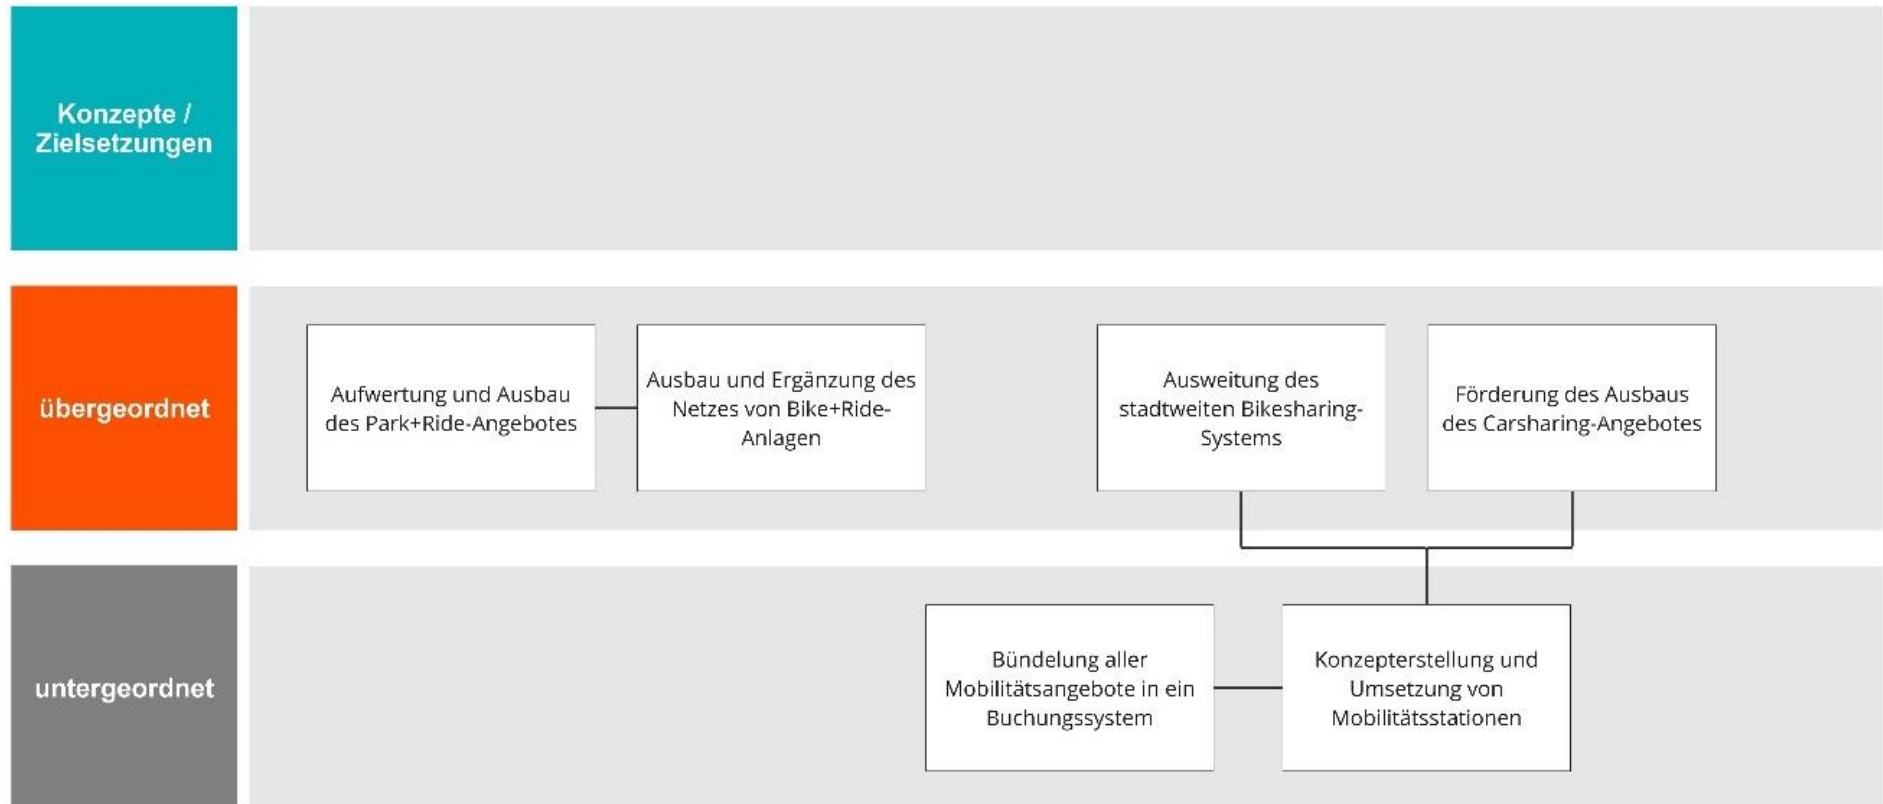 Konzepte /
Zielsetzungen
übergeordnet
Aufwertung und Ausbau
des Park+Ride-Angebotes
Ausbau und Ergänzung des
Netzes von Bike+Ride-
Anlagen
Ausweitung des
stadtweiten Bikesharing-
Systems
Förderung des Ausbaus
des Carsharing-Angebotes
untergeordnet
Bündelung aller
Mobilitätsangebote in ein
Buchungssystem
Konzepterstellung und
Umsetzung von
Mobilitätsstationen